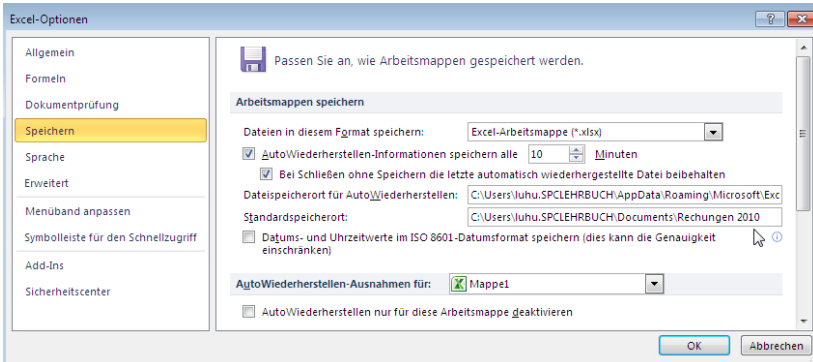 Excel-Optionen
Allgemein
Formeln
Dokumentprüfung
Speichern
Sprache
Erweitert
Menüband anpassen
Symbolleiste für den Schnellzugriff
Add-Ins
Sicherheitscenter
Passen Sie an, wie Arbeitsmappen gespeichert werden.
Arbeitsmappen speichern
Dateien in diesem Format speichern: Excel-Arbeitsmappe (*.xlsx)
AutoWiederherstellen-Informationen speichern alle 10 Minuten
Bei Schließen ohne Speichern die letzte automatisch wiederhergestellte Datei beibehalten
Dateispeicherort für AutoWiederherstellen: C:\Users\luhu.SPCLEHRBUCH\AppData\Roaming\Microsoft\Exc
Standardspeicherort: C:\Users\luhu.SPCLEHRBUCH\Documents\Rechungen 2010
Datums- und Uhrzeitwerte im ISO 8601-Datumsformat speichern (dies kann die Genauigkeit
einschränken)
AutoWiederherstellen-Ausnahmen für: Mappe1
AutoWiederherstellen nur für diese Arbeitsmappe deaktivieren
OK Abbrechen